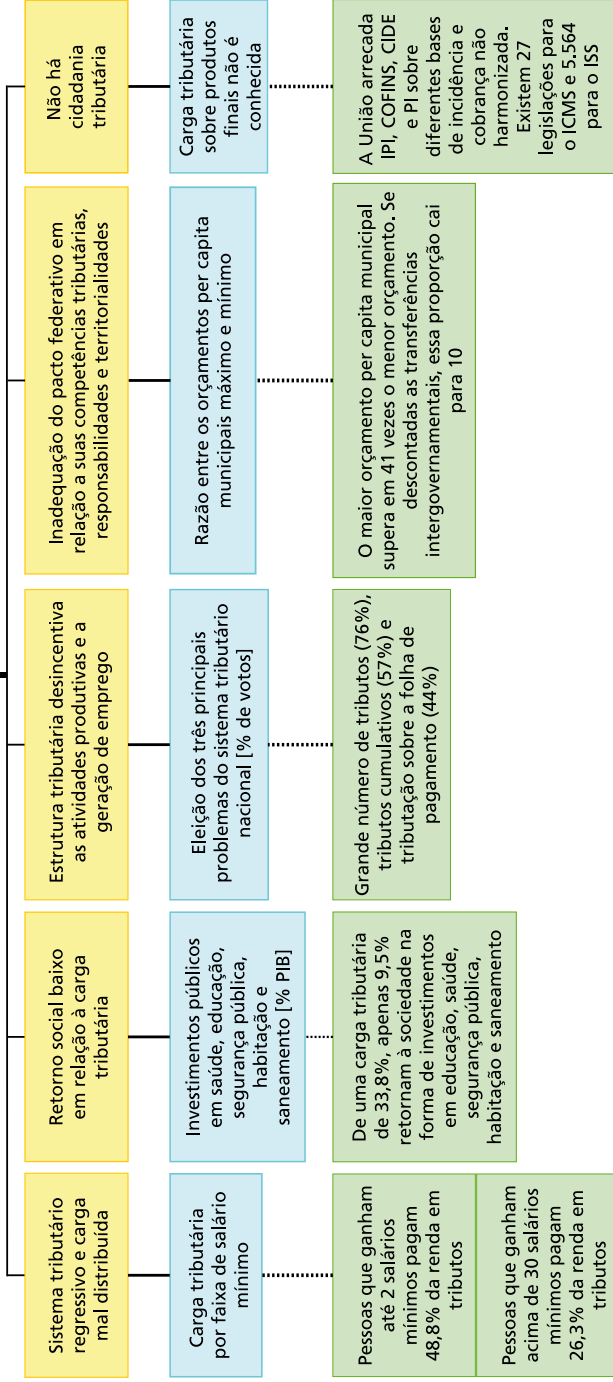 Sistema tributário
regressivo e carga
mal distribuída
Carga tributária
por faixa de salário
mínimo
Pessoas que ganham
até 2 salários
mínimos pagam
48,8% da renda em
tributos
Pessoas que ganham
acima de 30 salários
mínimos pagam
26,3% da renda em
tributos
Retorno social baixo
em relação à carga
tributária
Investimentos públicos
em saúde, educação,
segurança pública,
habitação e
saneamento [% PIB]
De uma carga tributária
de 33,8%, apenas 9,5%
retornam à sociedade na
forma de investimentos
em educação, saúde,
segurança pública,
habitação e saneamento
Estrutura tributária desincentiva
as atividades produtivas e a
geração de emprego
Eleição dos três principais
problemas do sistema tributário
nacional [% de votos]
Grande número de tributos (76%),
tributos cumulativos (57%) e
tributação sobre a folha de
pagamento (44%)
Inadequação do pacto federativo em
relação a suas competências tributárias,
responsabilidades e territorialidades
Razão entre os orçamentos per capita
municipais máximo e mínimo
O maior orçamento per capita municipal
supera em 41 vezes o menor orçamento. Se
descontadas as transferências
intergovernamentais, essa proporção cai
para 10
Não há
cidadania
tributária
Carga tributária
sobre produtos
finais não é
conhecida
A União arrecada
IPI, COFINS, CIDE
e PI sobre
diferentes bases
de incidência e
cobrança não
harmonizada.
Existem 27
legislações para
o ICMS e 5.564
para o ISS